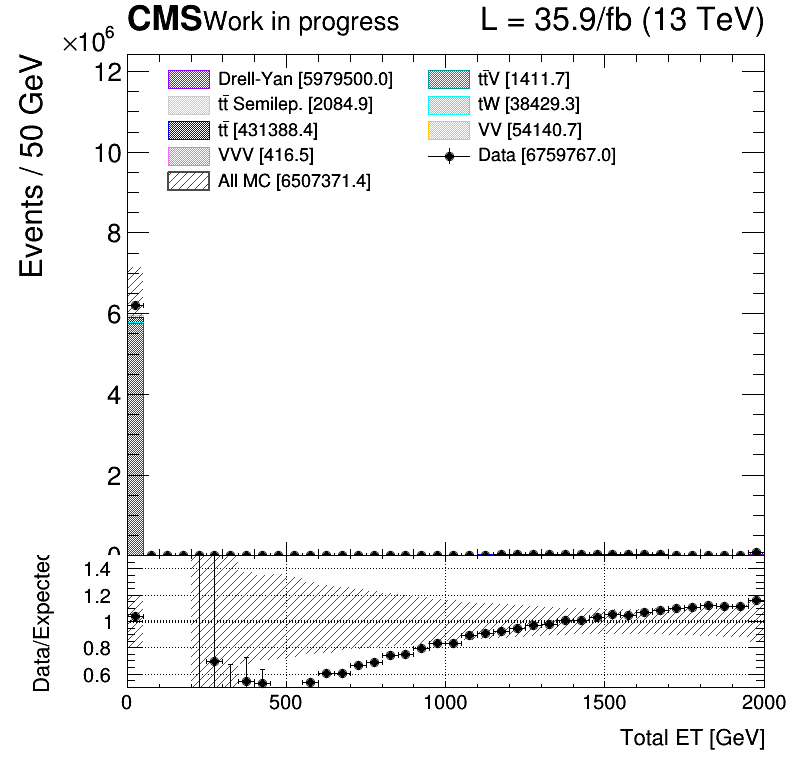 CMS Work in progress L = 35.9/fb (13 TeV)
×10⁶
Events / 50 GeV
12
10
8
6
4
2
0
Drell-Yan [5979500.0]
tt̄ Semilep. [2084.9]
tt̄ [431388.4]
VVV [416.5]
All MC [6507371.4]
tt̄V [1411.7]
tW [38429.3]
VV [54140.7]
Data [6759767.0]
Data/Expected
1.4
1.2
1
0.8
0.6
0 500 1000 1500 2000
Total ET [GeV]